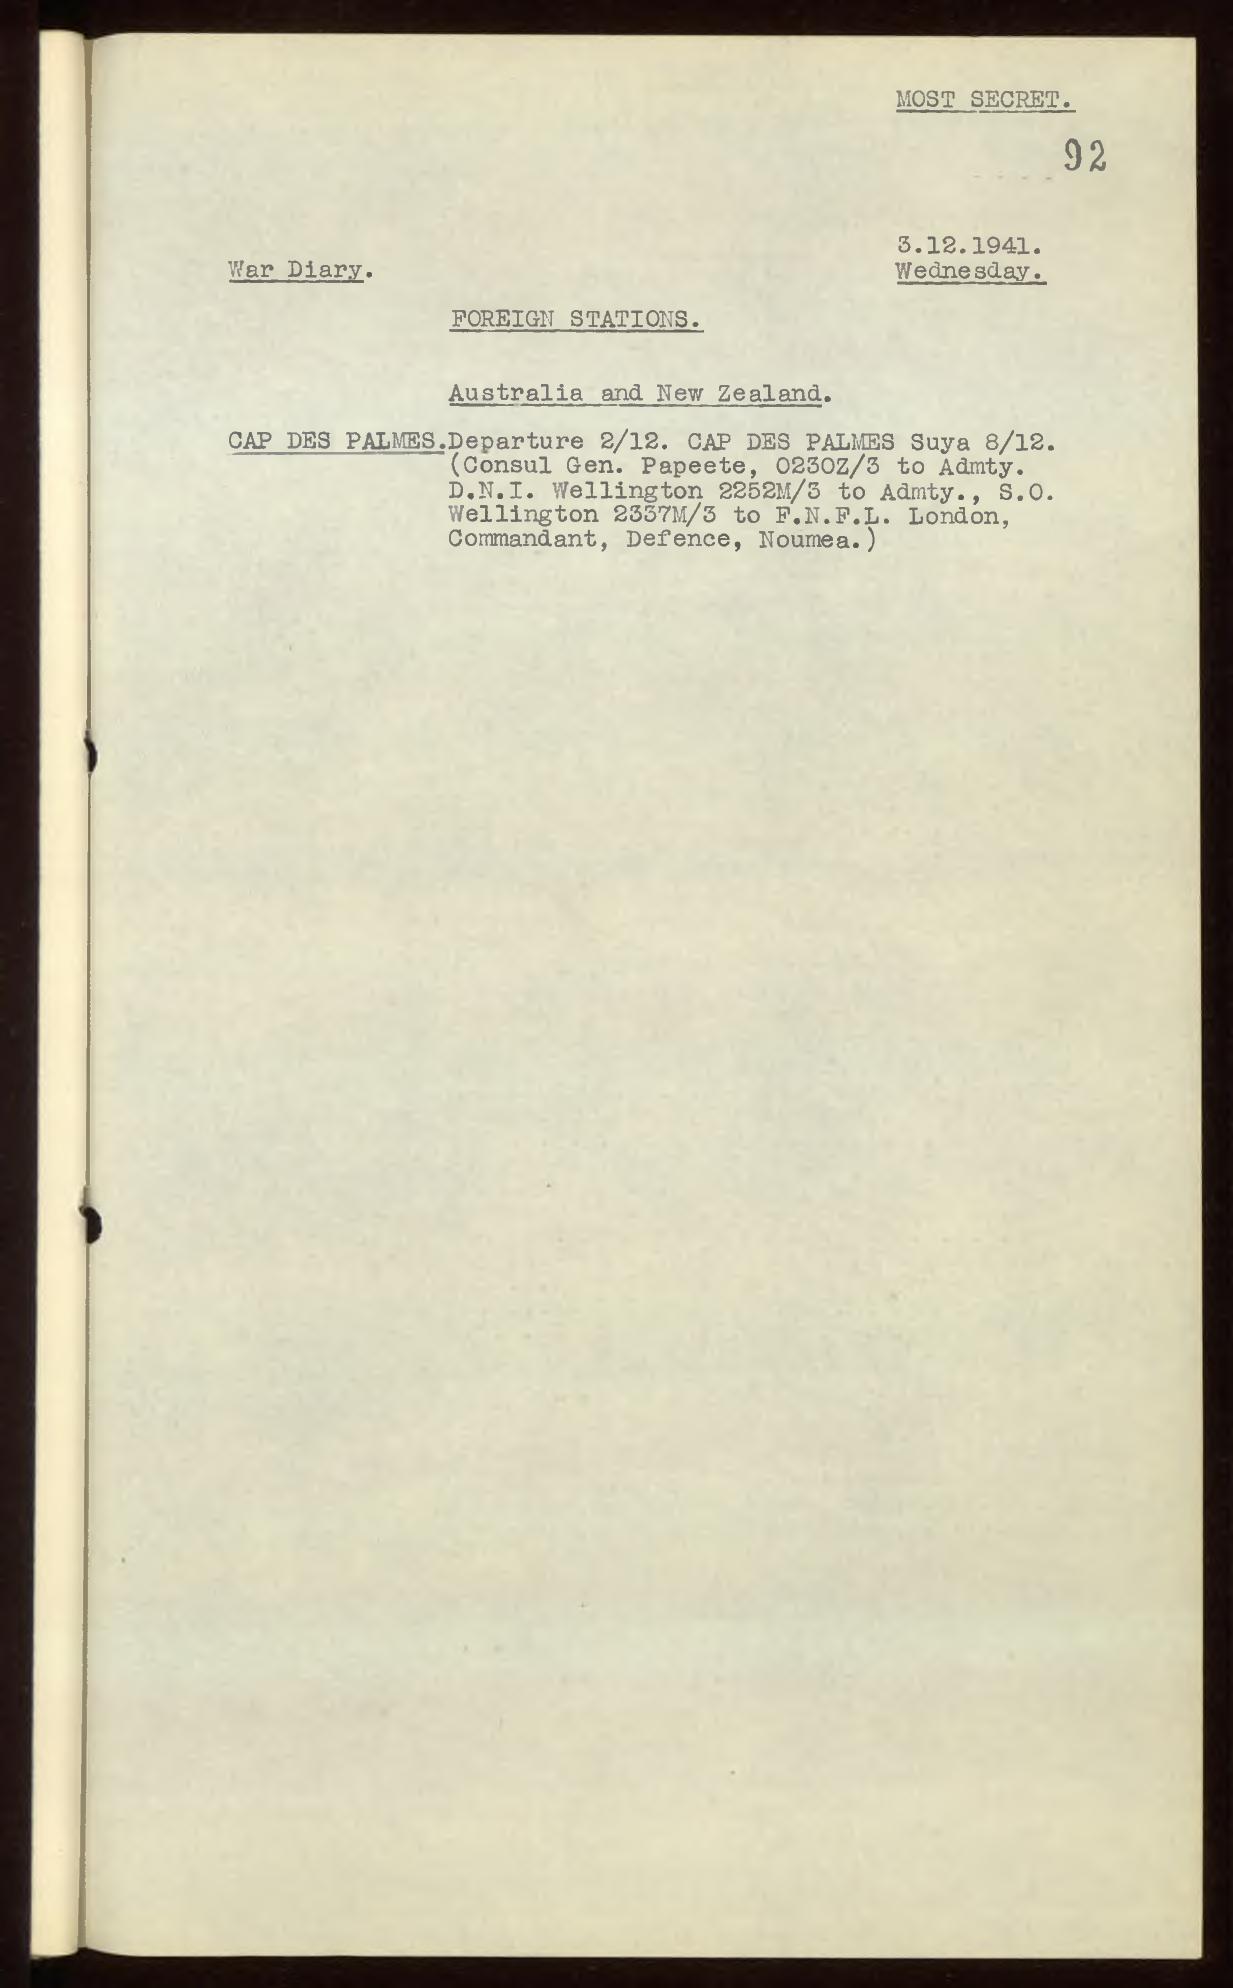 MOST SECRET.
92
3.12.1941.
War Diary.
Wednesday.
FOREIGN STATIONS.
Australia and New Zealand.
CAP DES PALMES. Departure 2/12. CAP DES PALMES Suya 8/12.
(Consul Gen. Papeete, 0230Z/3 to Admty.
D.N.I. Wellington 2252M/3 to Admty., S.O.
Wellington 2337M/3 to F.N.F.L. London,
Commandant, Defence, Noumea.)